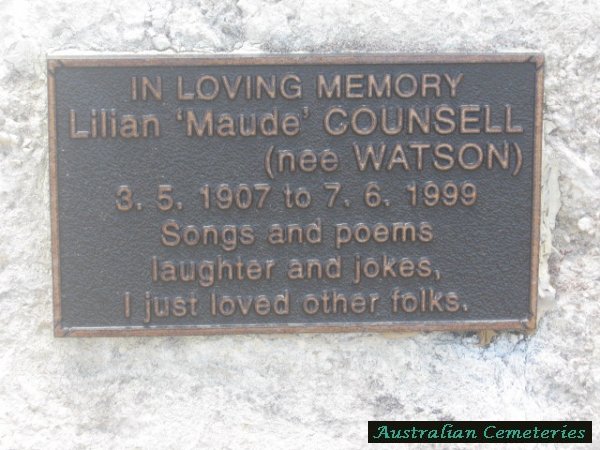 IN LOVING MEMORY
Lilian 'Maude' COUNSELL
(nee WATSON)
3. 5. 1907 to 7. 6. 1999
Songs and poems
laughter and jokes,
I just loved other folks.
Australian Cemeteries